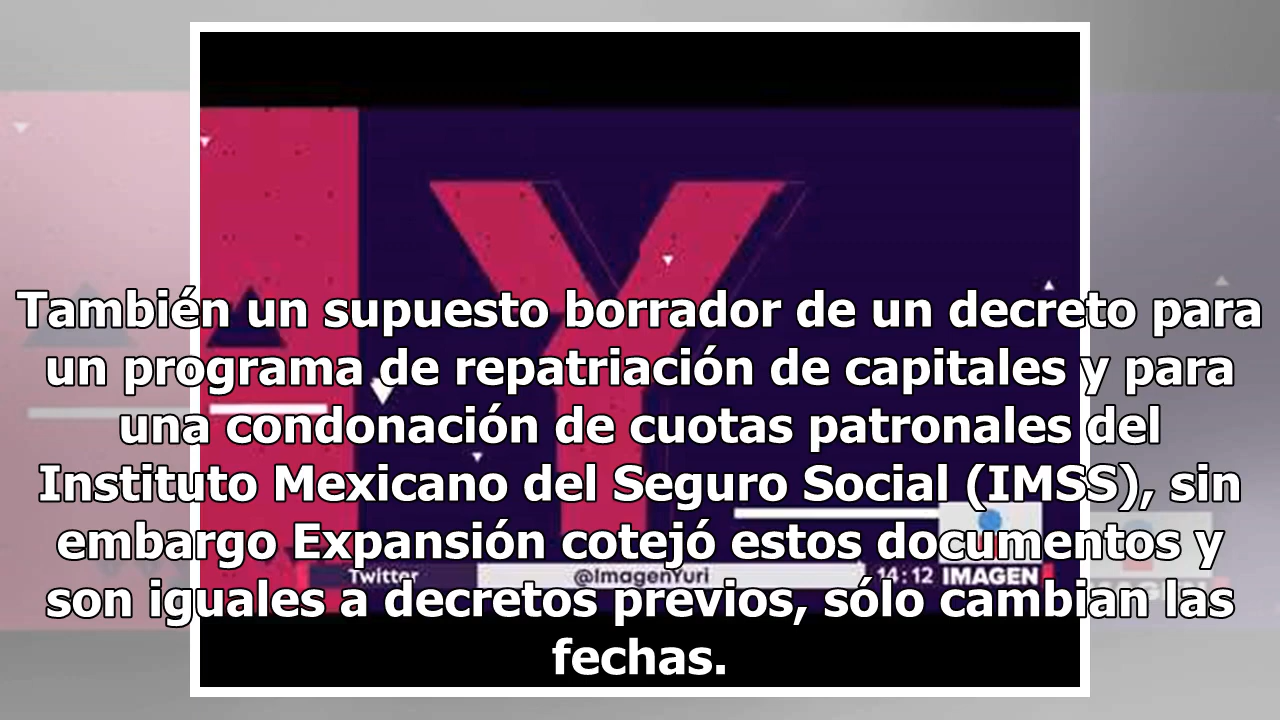 Y
También un supuesto borrador de un decreto para
un programa de repatriación de capitales y para
una condonación de cuotas patronales del
Instituto Mexicano del Seguro Social (IMSS), sin
embargo Expansión cotejó estos documentos y
Twitter @ImagenYuri 14:12 IMAGEN
son iguales a decretos previos, sólo cambian las
fechas.